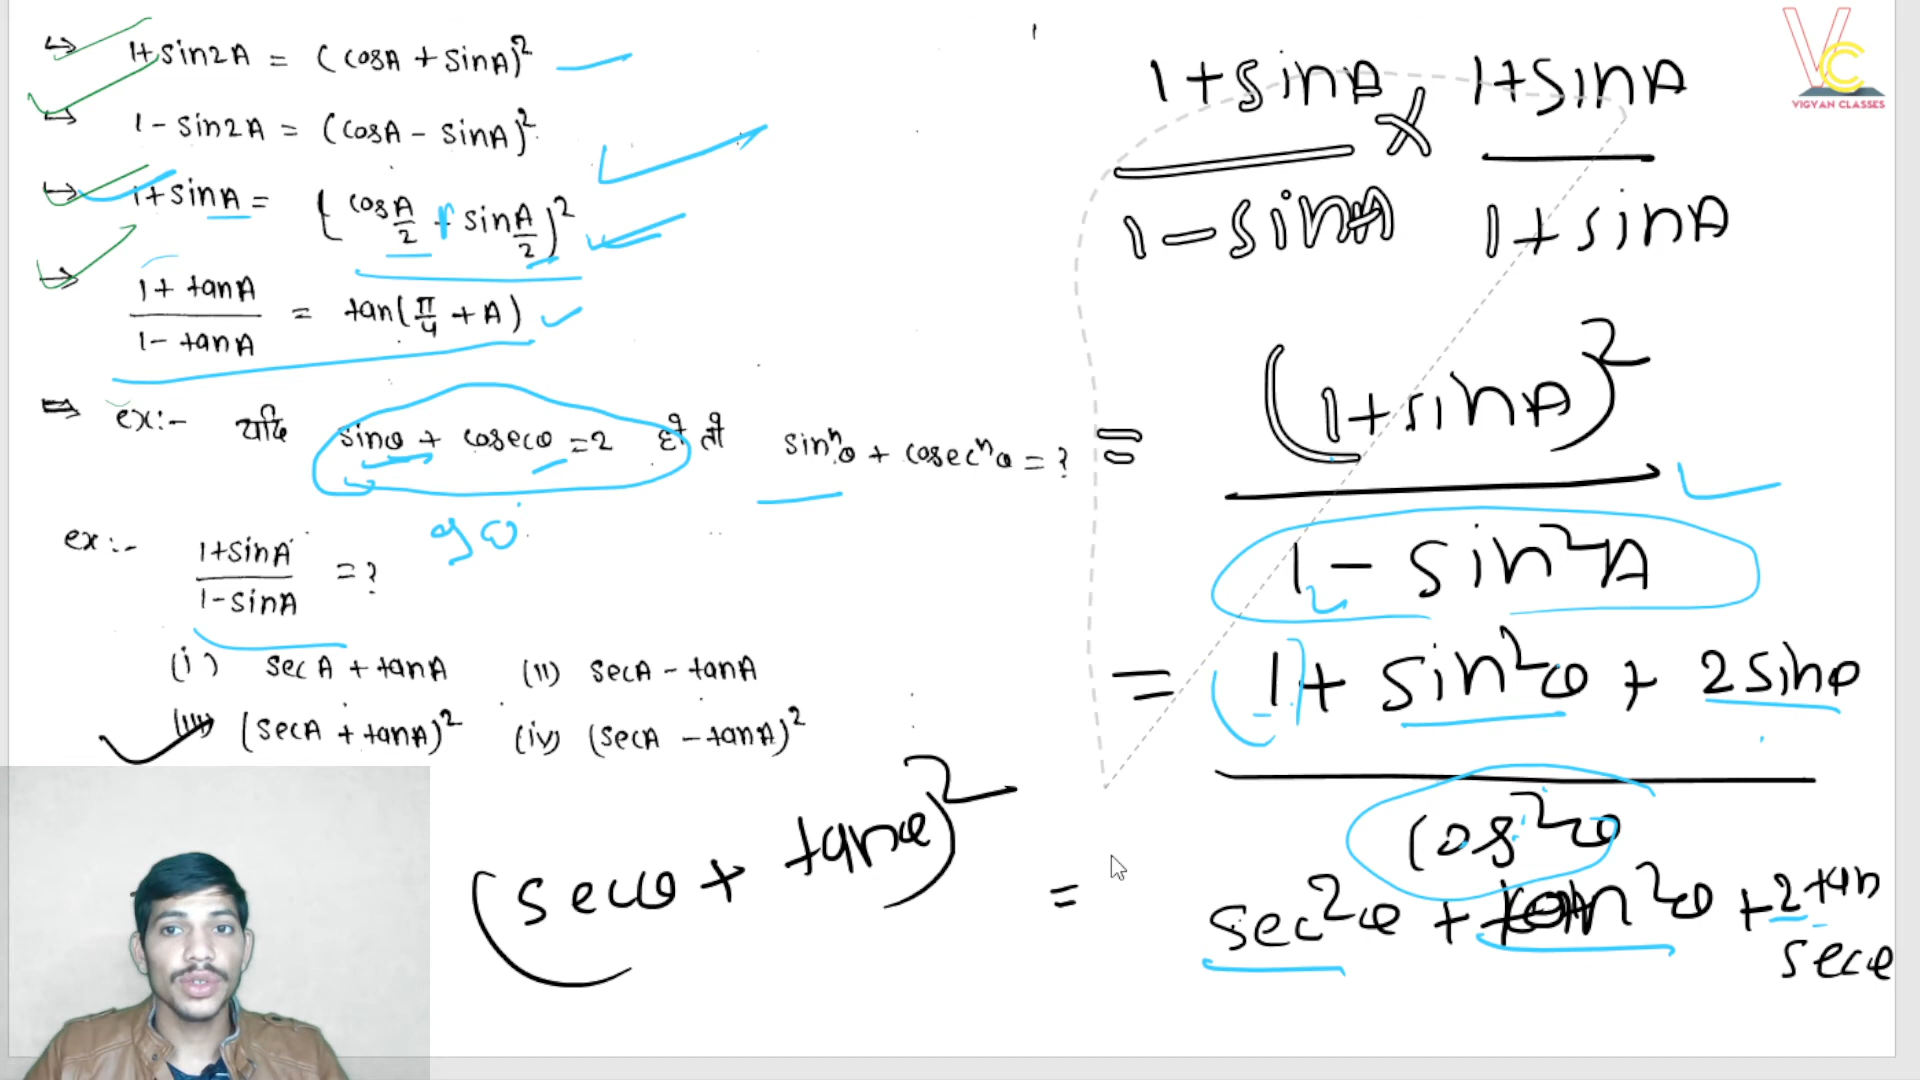 1+sin2A = (cosA + sinA)²
1 - sin2A = (cosA - sinA)²
1+sinA = (cos A/2 + sin A/2)²
1+ tanA / 1- tanA = tan(π/4 + A)
ex:- यदि sinθ + cosecθ = 2 हो तो sinⁿθ + cosecⁿθ = ?
90
ex:- 1+sinA / 1-sinA = ?
(i) secA + tanA (ii) secA - tanA
(iii) (secA + tanA)² (iv) (secA - tanA)²
1+sinA / 1-sinA × 1+sinA / 1+sinA
= (1+sinA)² / 1-sin²A
= 1+ sin²θ + 2sinθ / cos²θ
(secθ + tanθ)² = sec²θ + tan²θ + 2tan
secθ
VC
VIGYAN CLASSES